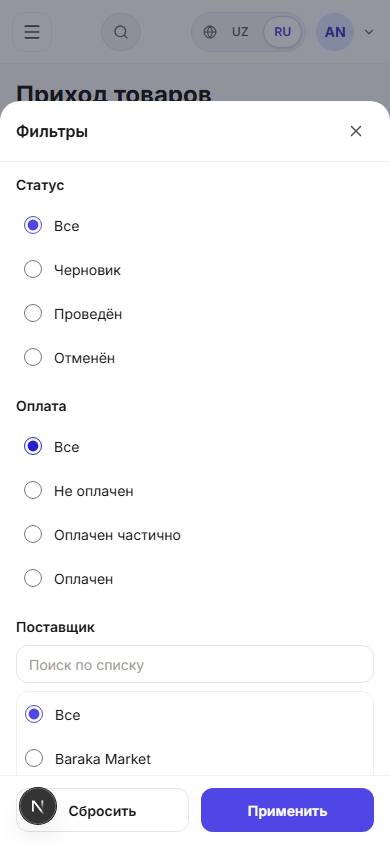 UZ
RU
AN
Приход товаров
Фильтры
Статус
Все
Черновик
Проведён
Отменён
Оплата
Все
Не оплачен
Оплачен частично
Оплачен
Поставщик
Поиск по списку
Все
Baraka Market
N
Сбросить
Применить